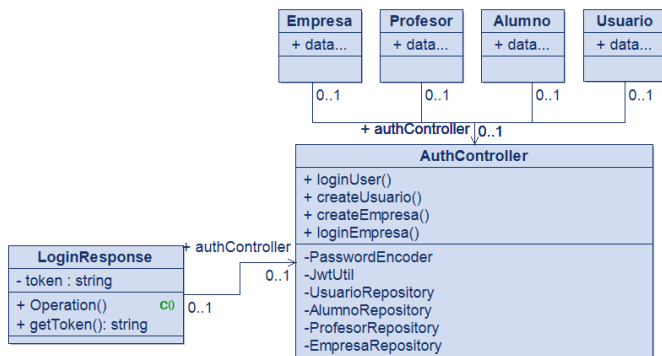 Empresa
+ data...
Profesor
+ data...
Alumno
+ data...
Usuario
+ data...
0..1
0..1
0..1
0..1
+ authController
0..1
AuthController
+ loginUser()
+ createUsuario()
+ createEmpresa()
+ loginEmpresa()
-PasswordEncoder
-JwtUtil
-UsuarioRepository
-AlumnoRepository
-ProfesorRepository
-EmpresaRepository
+ authController
0..1
LoginResponse
- token : string
+ Operation() C()
+ getToken(): string
0..1